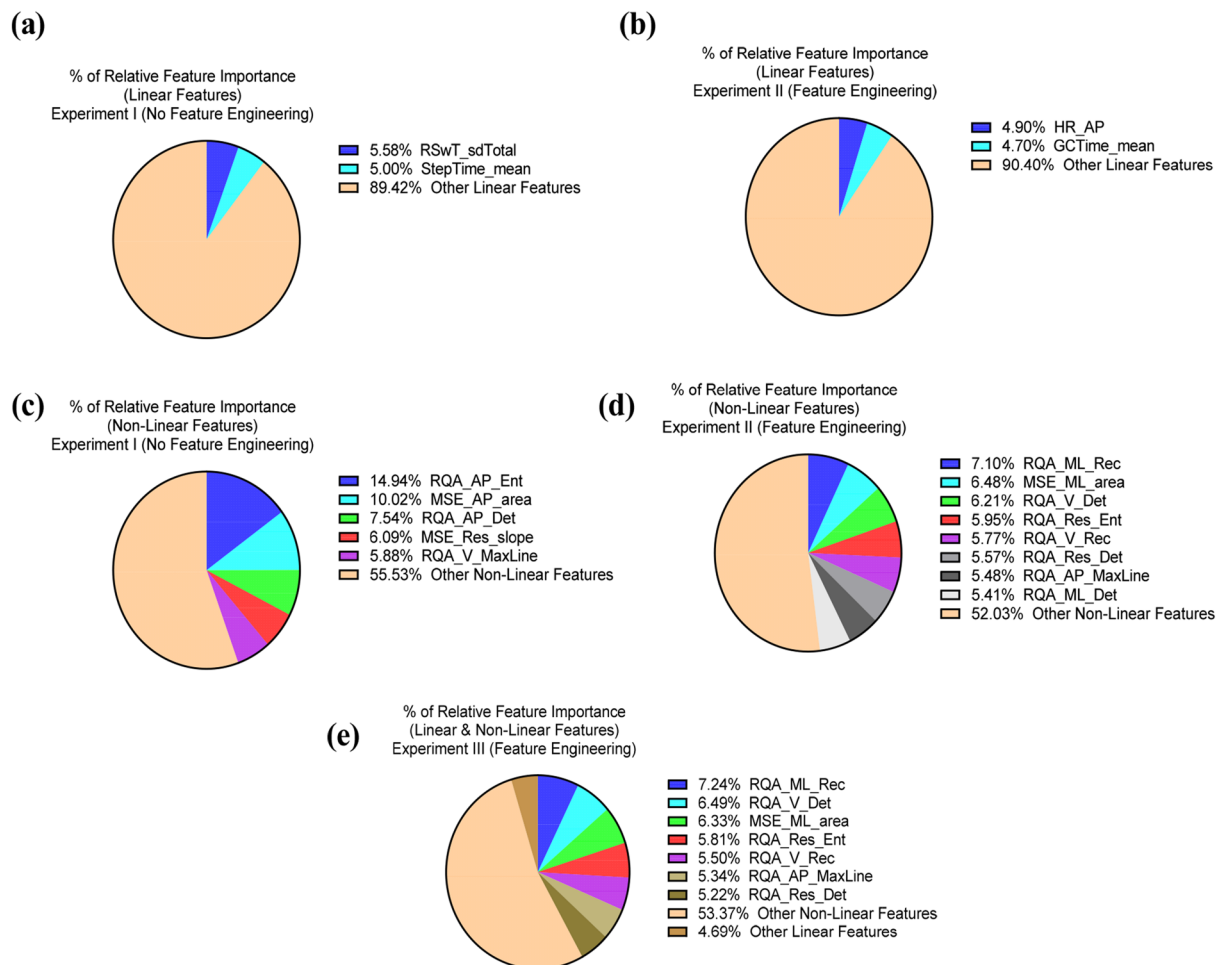 (a)
% of Relative Feature Importance
(Linear Features)
Experiment I (No Feature Engineering)
5.58% RSwT_sdTotal
5.00% StepTime_mean
89.42% Other Linear Features
(b)
% of Relative Feature Importance
(Linear Features)
Experiment II (Feature Engineering)
4.90% HR_AP
4.70% GCTime_mean
90.40% Other Linear Features
(c)
% of Relative Feature Importance
(Non-Linear Features)
Experiment I (No Feature Engineering)
14.94% RQA_AP_Ent
10.02% MSE_AP_area
7.54% RQA_AP_Det
6.09% MSE_Res_slope
5.88% RQA_V_MaxLine
55.53% Other Non-Linear Features
(d)
% of Relative Feature Importance
(Non-Linear Features)
Experiment II (Feature Engineering)
7.10% RQA_ML_Rec
6.48% MSE_ML_area
6.21% RQA_V_Det
5.95% RQA_Res_Ent
5.77% RQA_V_Rec
5.57% RQA_Res_Det
5.48% RQA_AP_MaxLine
5.41% RQA_ML_Det
52.03% Other Non-Linear Features
(e)
% of Relative Feature Importance
(Linear & Non-Linear Features)
Experiment III (Feature Engineering)
7.24% RQA_ML_Rec
6.49% RQA_V_Det
6.33% MSE_ML_area
5.81% RQA_Res_Ent
5.50% RQA_V_Rec
5.34% RQA_AP_MaxLine
5.22% RQA_Res_Det
53.37% Other Non-Linear Features
4.69% Other Linear Features